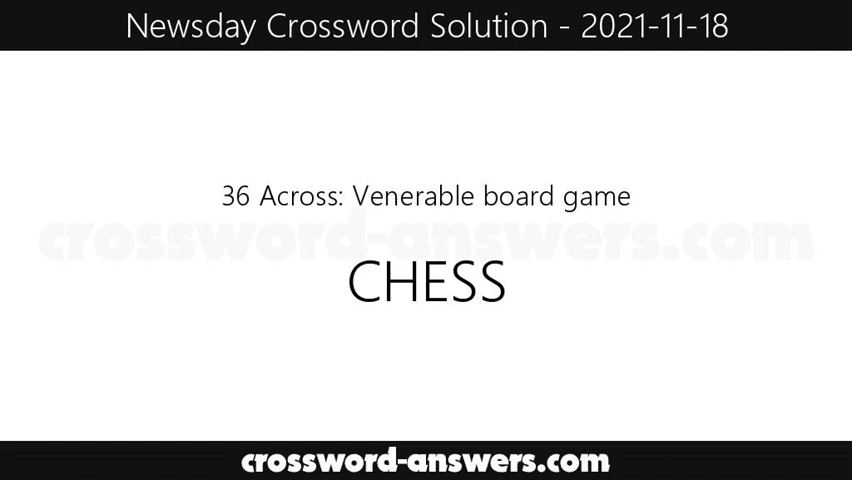 Newsday Crossword Solution - 2021-11-18
36 Across: Venerable board game
crossword-answers.com
CHESS
crossword-answers.com